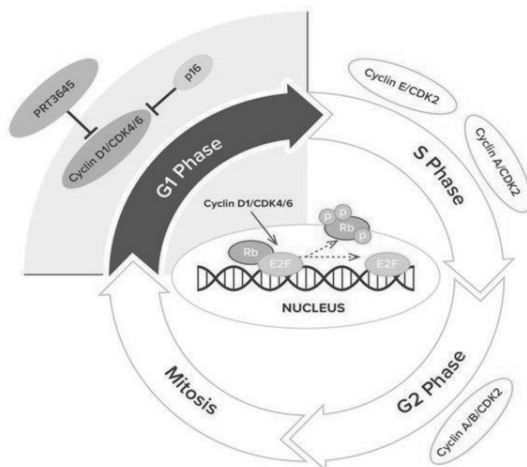 PRT3645
p16
Cyclin D1/CDK4/6
G1 Phase
Cyclin E/CDK2
Cyclin A/CDK2
S Phase
Cyclin D1/CDK4/6
P
P
Rb
P
Rb
E2F
E2F
NUCLEUS
Mitosis
G2 Phase
Cyclin A/B/CDK2